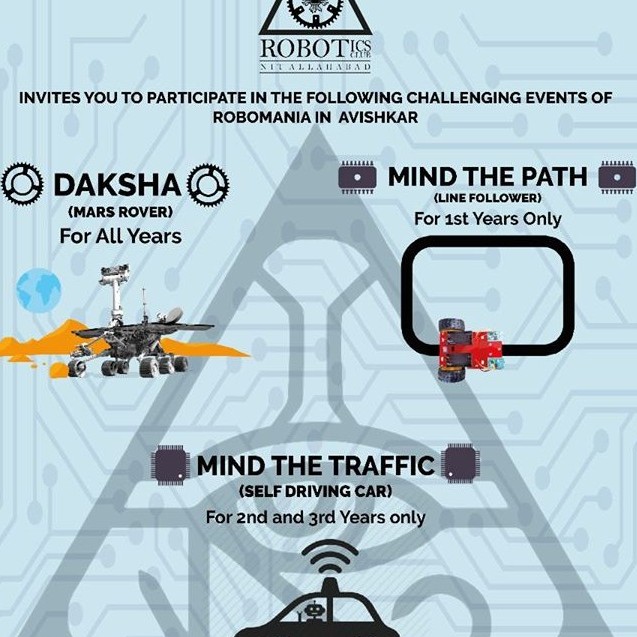 ROBOTICS
CLUB
NIT ALLAHABAD
INVITES YOU TO PARTICIPATE IN THE FOLLOWING CHALLENGING EVENTS OF
ROBOMANIA IN AVISHKAR
DAKSHA
(MARS ROVER)
For All Years
MIND THE PATH
(LINE FOLLOWER)
For 1st Years Only
MIND THE TRAFFIC
(SELF DRIVING CAR)
For 2nd and 3rd Years only